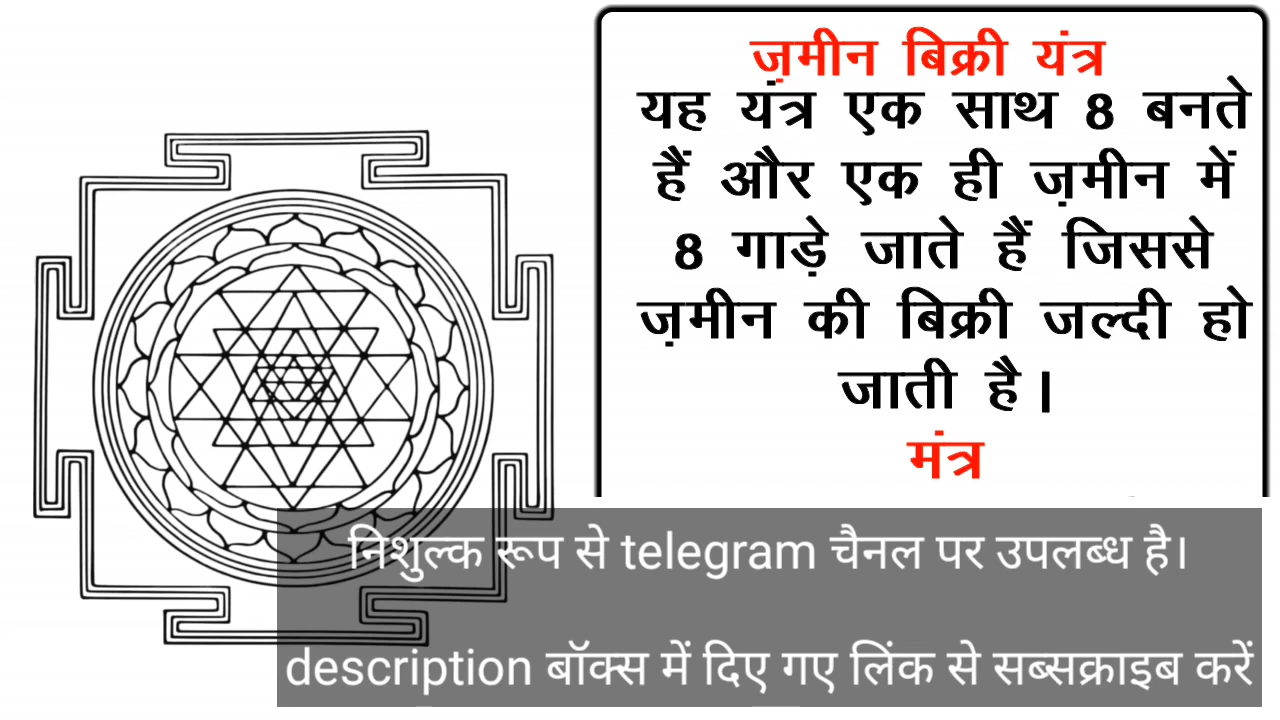 ज़मीन बिक्री यंत्र
यह यंत्र एक साथ 8 बनते
हैं और एक ही ज़मीन में
8 गाड़े जाते हैं जिससे
ज़मीन की बिक्री जल्दी हो
जाती है।
मंत्र
निशुल्क रूप से telegram चैनल पर उपलब्ध है।
description बॉक्स में दिए गए लिंक से सब्सक्राइब करें